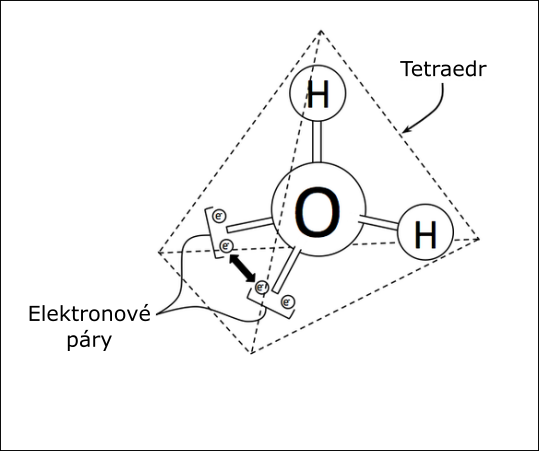 Tetraedr
H
O
H
e⁻
e⁻
e⁻
e⁻
Elektronové
páry